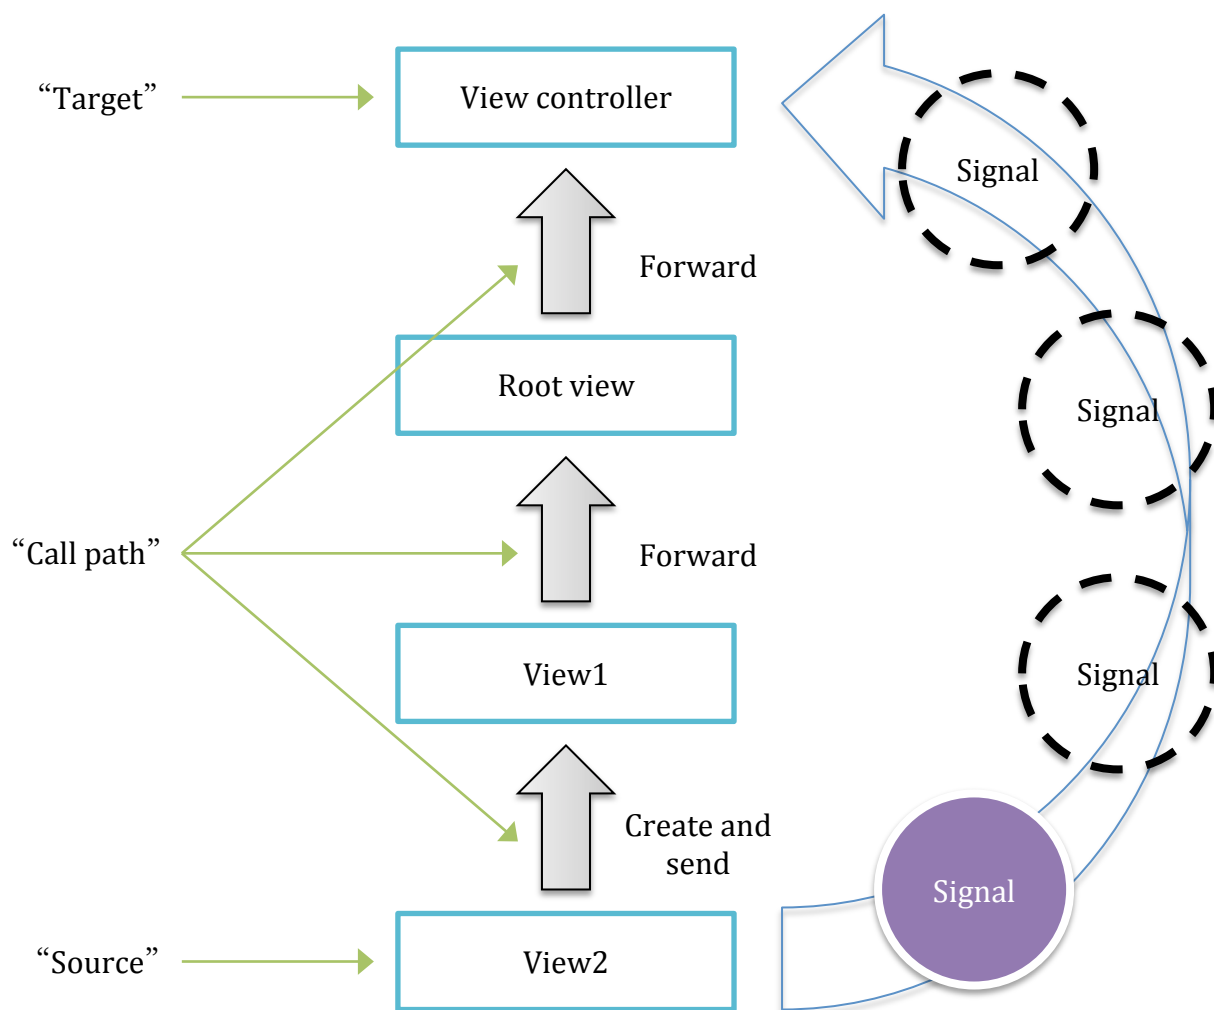 “Target”
View controller
Signal
Forward
Root view
Signal
“Call path”
Forward
View1
Signal
Create and
send
Signal
“Source”
View2